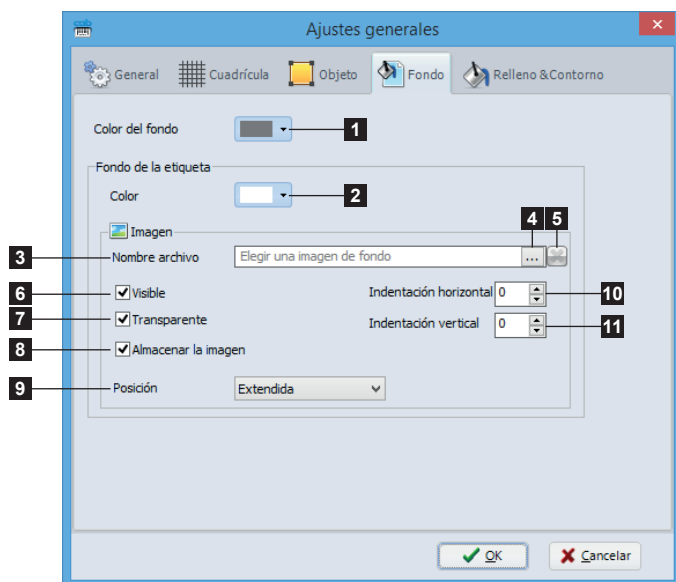 cab
Ajustes generales
General Cuadrícula Objeto Fondo Relleno &Contorno
Color del fondo 1
Fondo de la etiqueta
Color 2
4 5
Imagen
3 Nombre archivo Elegir una imagen de fondo ...
6 Visible Indentación horizontal 0 10
7 Transparente Indentación vertical 0 11
8 Almacenar la imagen
9 Posición Extendida
OK Cancelar